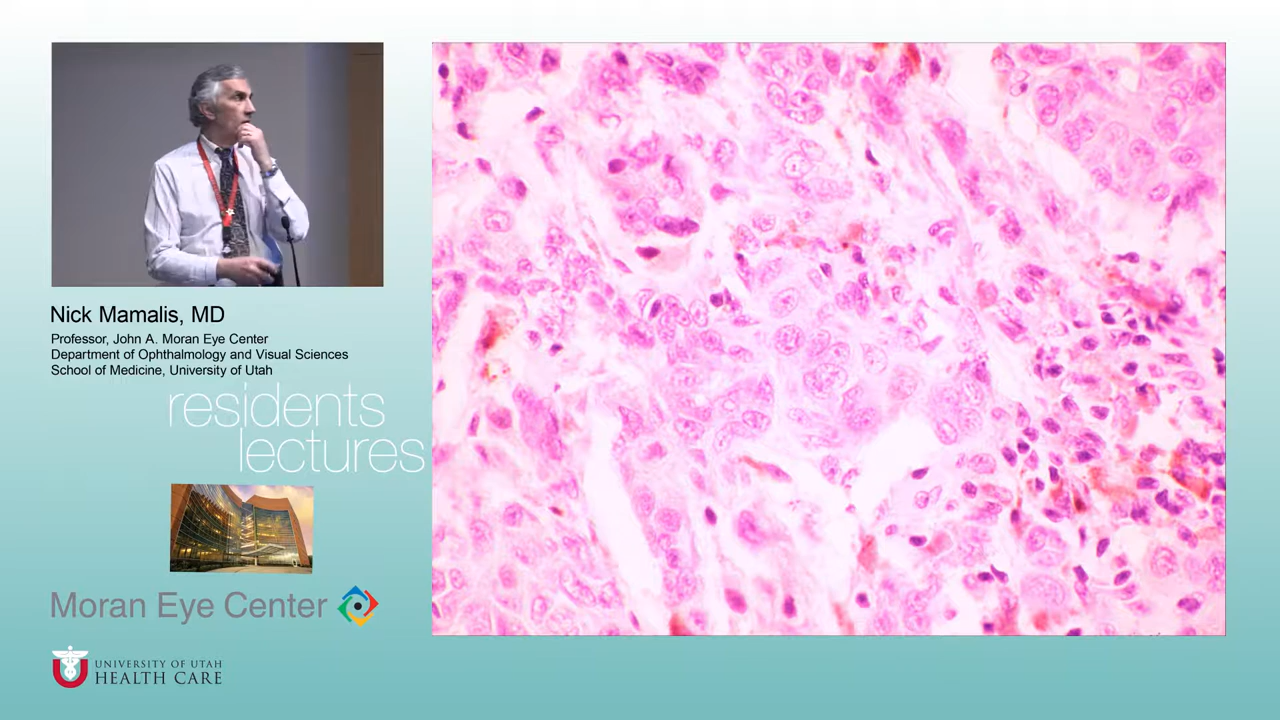 Nick Mamalis, MD
Professor, John A. Moran Eye Center
Department of Ophthalmology and Visual Sciences
School of Medicine, University of Utah
residents
lectures
Moran Eye Center
UNIVERSITY OF UTAH
HEALTH CARE